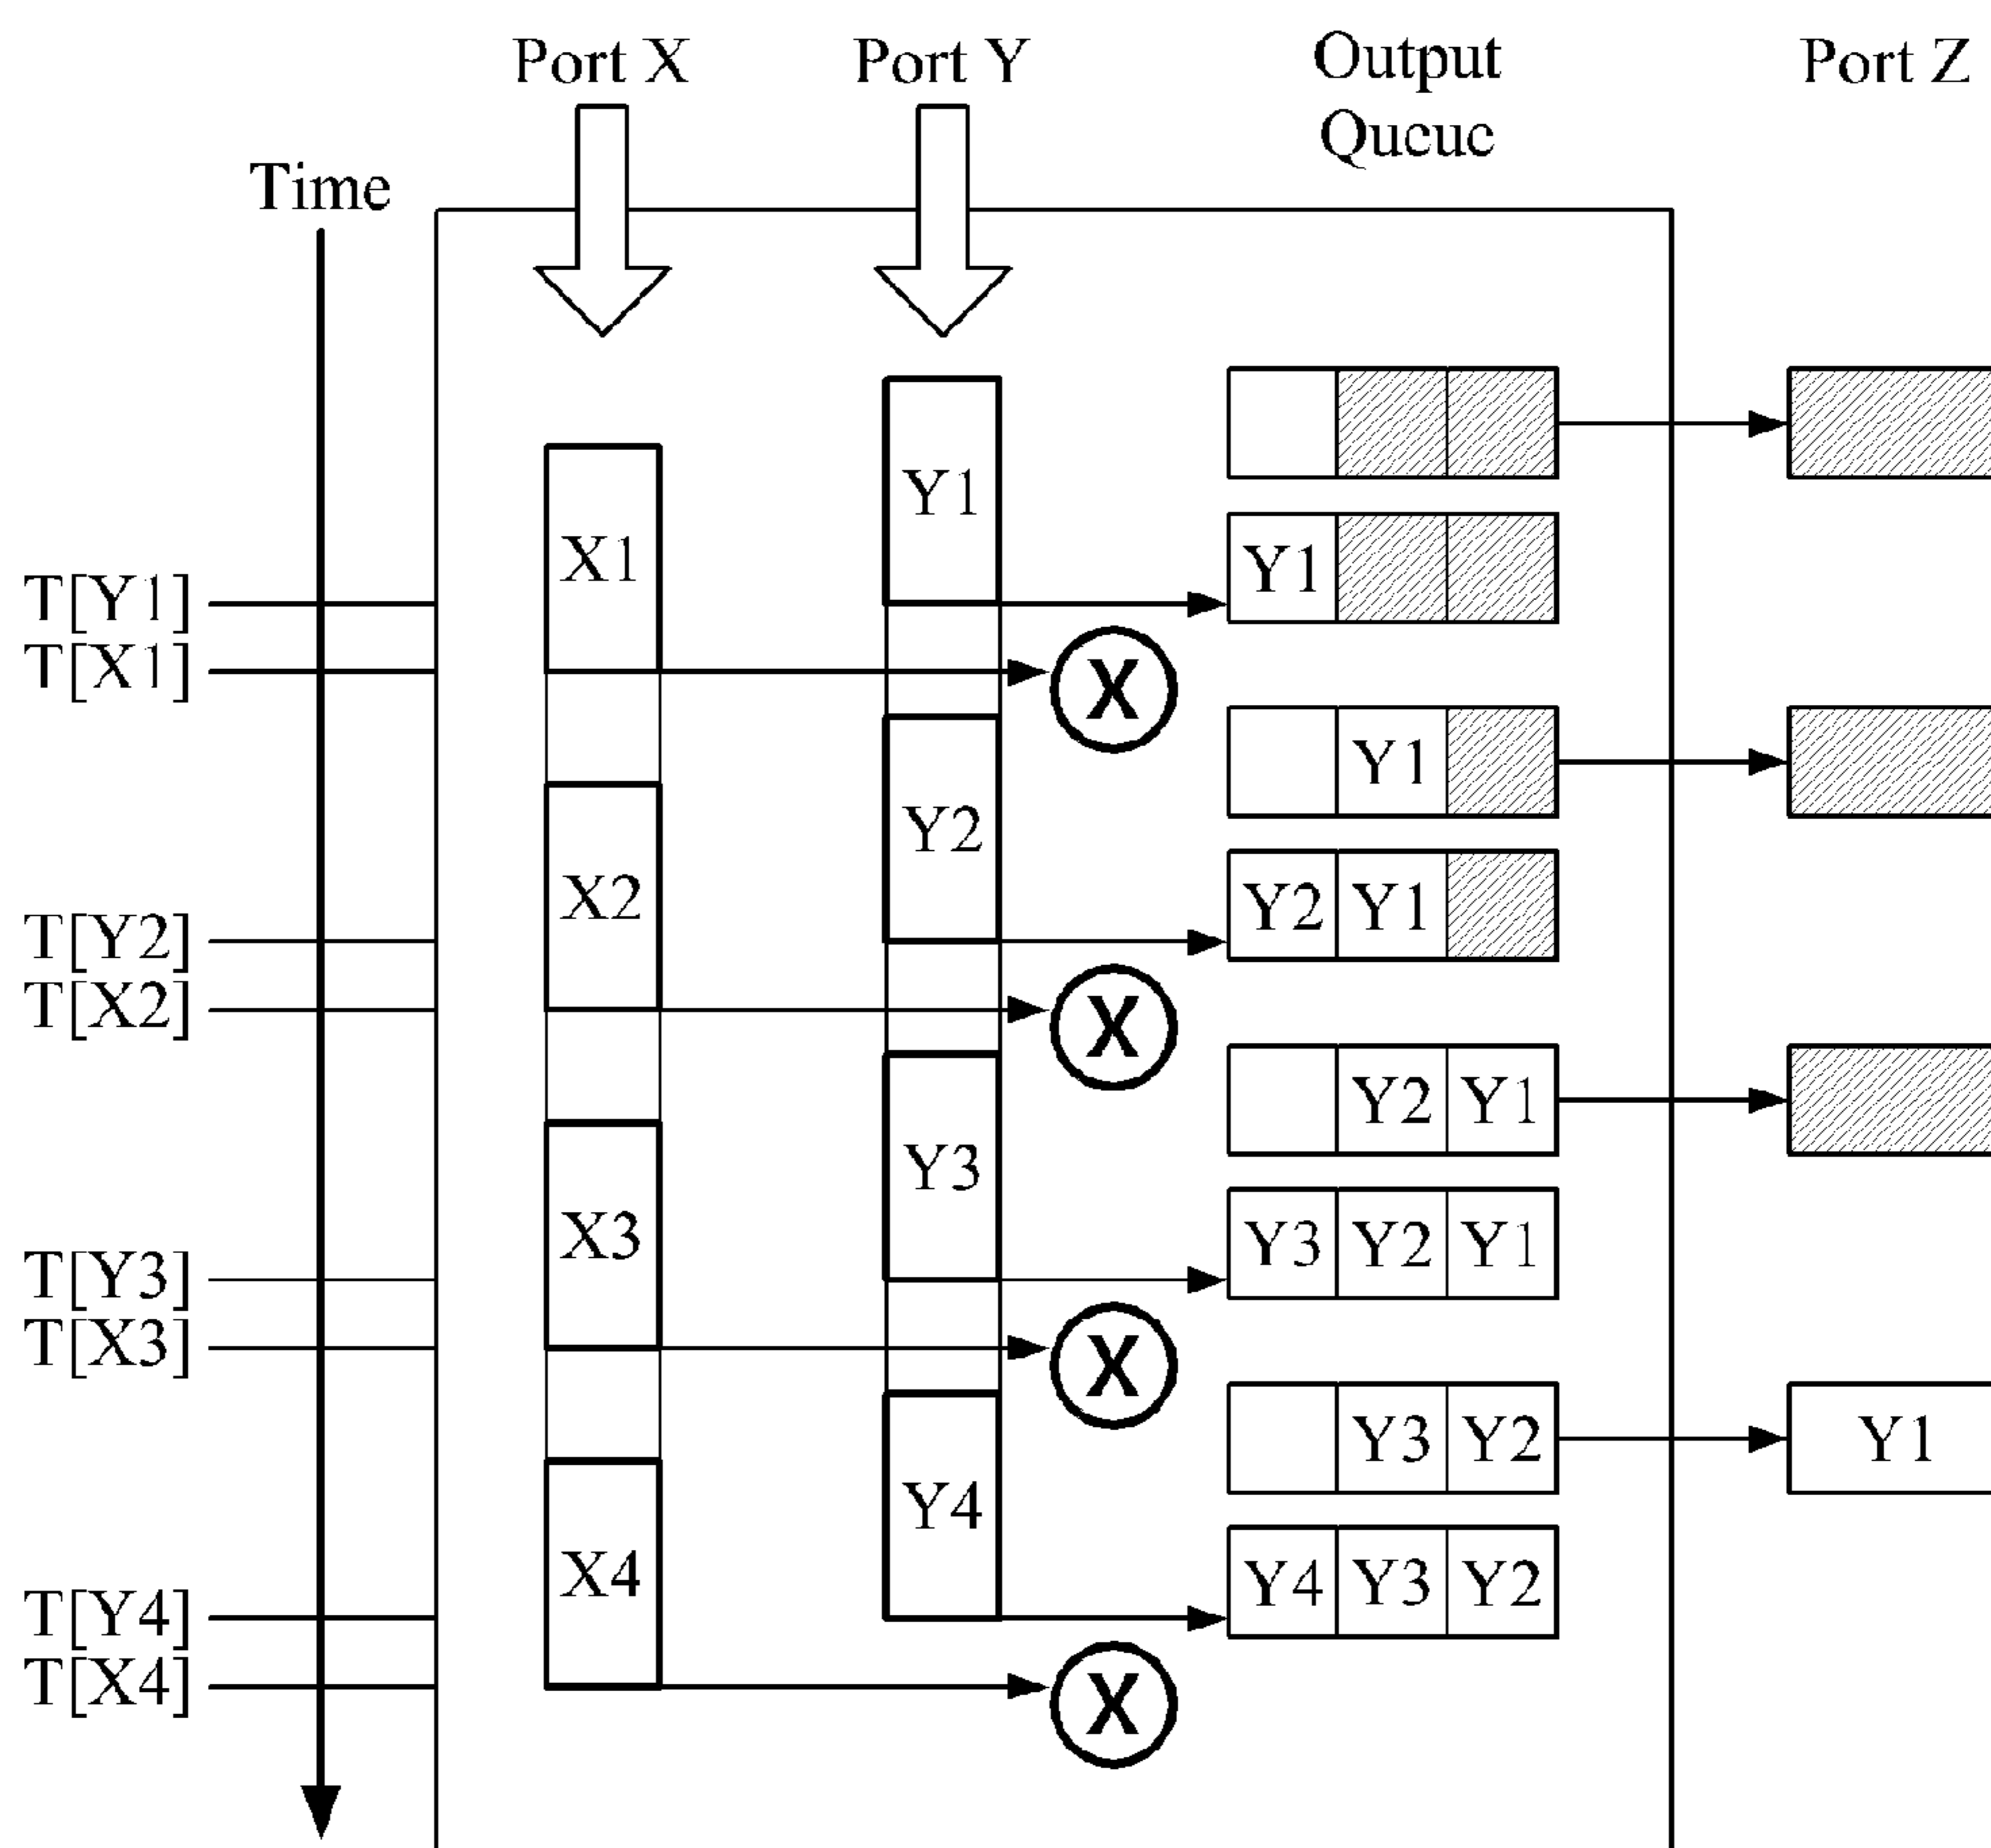 Port X
Port Y
Output
Queue
Port Z
Time
Y1
X1
Y1
T[Y1]
T[X1]
X
Y1
Y2
X2
Y2 Y1
T[Y2]
T[X2]
X
Y2 Y1
Y3
X3
Y3 Y2 Y1
T[Y3]
T[X3]
X
Y3 Y2
Y1
Y4
X4
Y4 Y3 Y2
T[Y4]
T[X4]
X